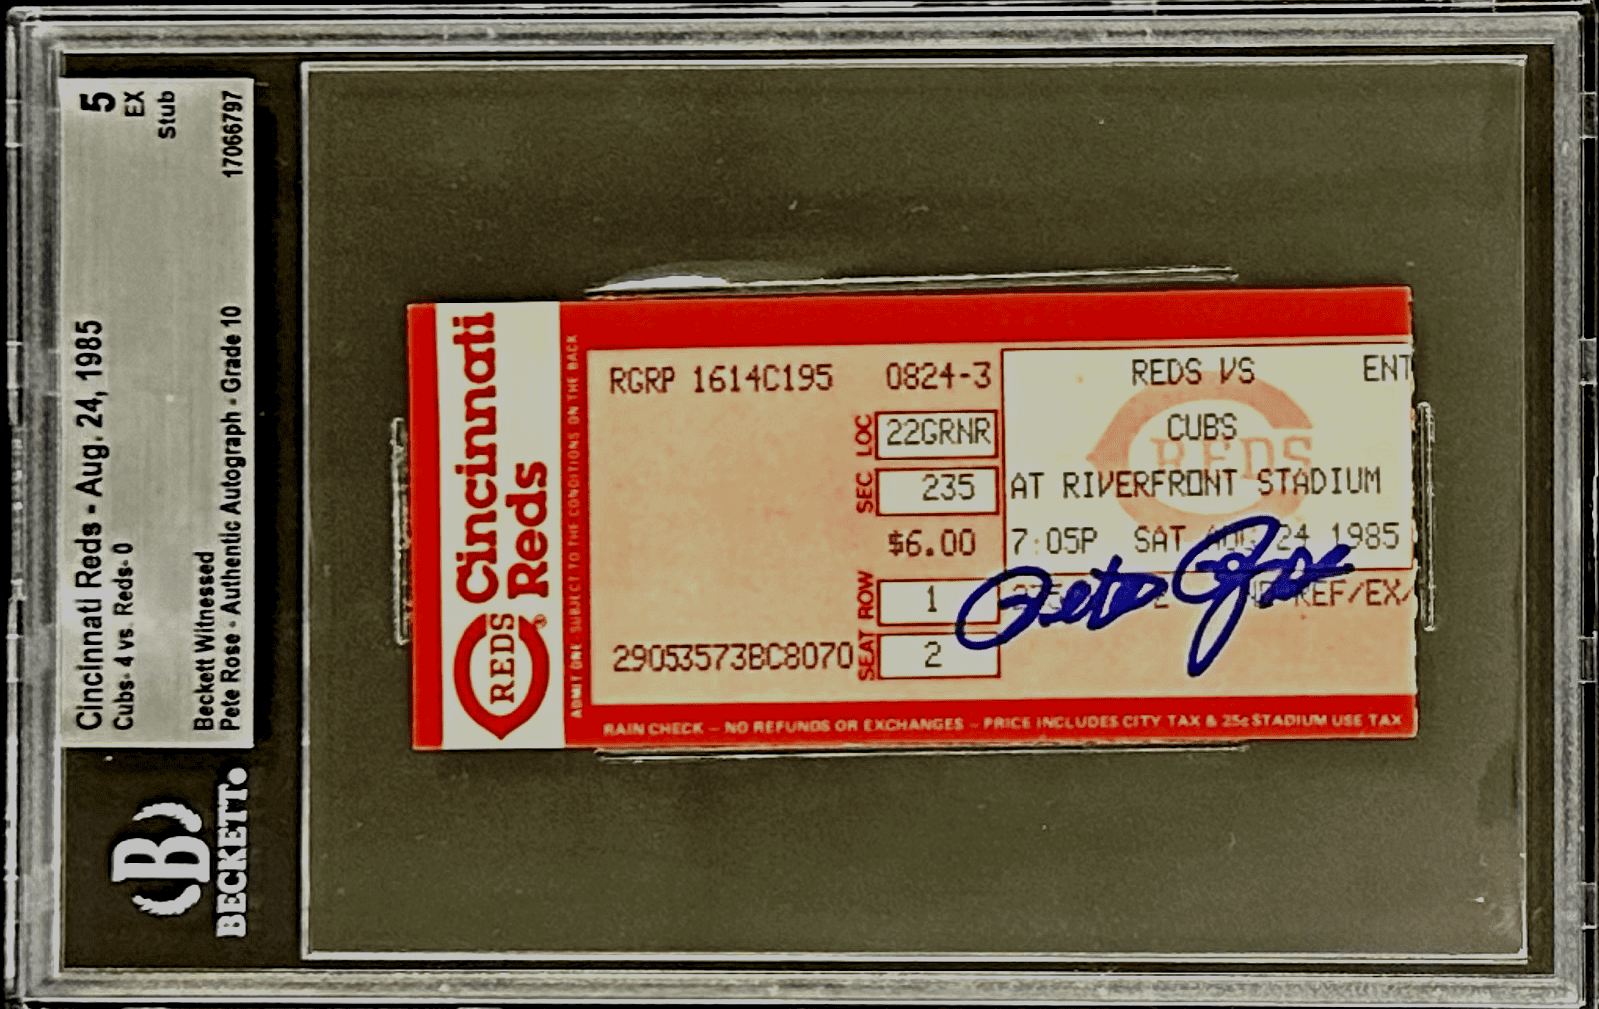 Cincinnati Reds - Aug. 24, 1985
5
Cubs- 4 vs. Reds- 0
EX
Stub
Beckett Witnessed
Pete Rose - Authentic Autograph - Grade 10
17066797
B
BECKETT
Cincinnati
Reds
REDS
®
ADMIT ONE - SUBJECT TO THE CONDITIONS ON THE BACK
RGRP 1614C195 0824-3
LOC 22GRNR
SEC 235
$6.00
ROW 1
SEAT 2
29053573BC8070
REDS VS ENT
CUBS
REDS
AT RIVERFRONT STADIUM
7:05P SAT AUG 24 1985
REF/EX/
Pete Rose
RAIN CHECK – NO REFUNDS OR EXCHANGES – PRICE INCLUDES CITY TAX & 25¢ STADIUM USE TAX